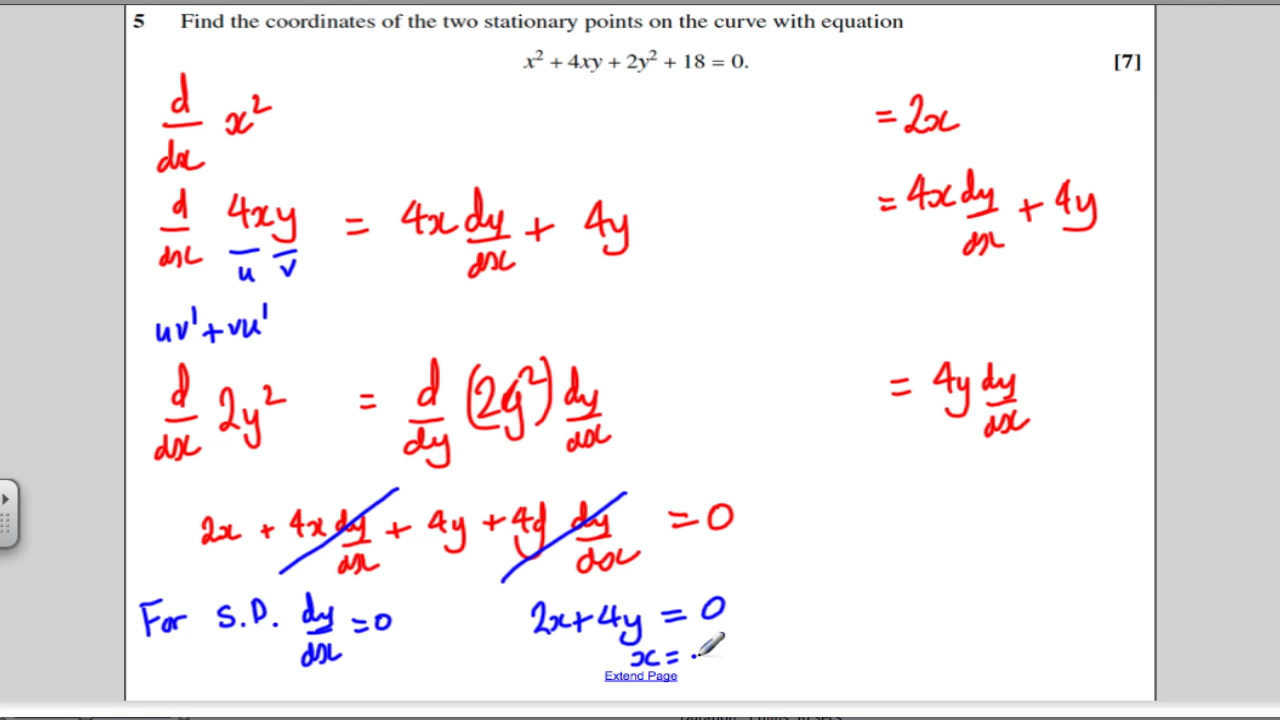 5 Find the coordinates of the two stationary points on the curve with equation
x² + 4xy + 2y² + 18 = 0. [7]
d/dx x² = 2x
d/dx 4xy = 4x dy/dx + 4y = 4x dy/dx + 4y
u v
uv' + vu'
d/dx 2y² = d/dy (2y²) dy/dx = 4y dy/dx
2x + 4x dy/dx + 4y + 4y dy/dx = 0
For S.P. dy/dx = 0 2x + 4y = 0
x =
Extend Page